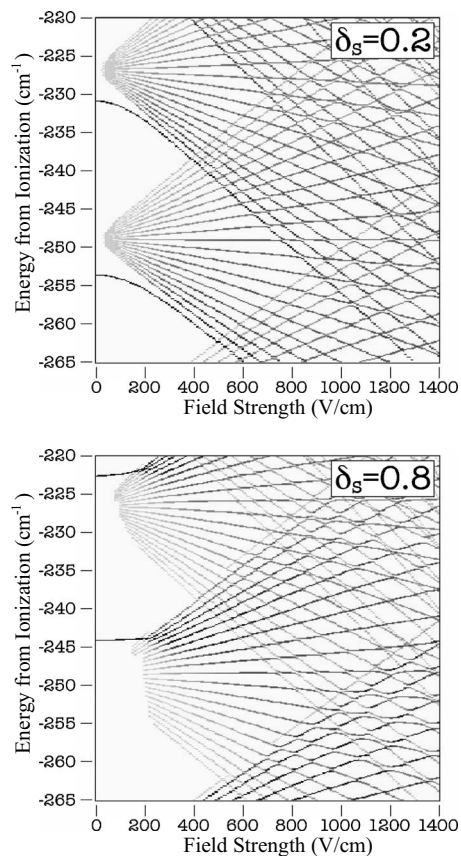 -220
-225
-230
-235
-240
-245
-250
-255
-260
-265
Energy from Ionization (cm⁻¹)
δs=0.2
0 200 400 600 800 1000 1200 1400
Field Strength (V/cm)
-220
-225
-230
-235
-240
-245
-250
-255
-260
-265
Energy from Ionization (cm⁻¹)
δs=0.8
0 200 400 600 800 1000 1200 1400
Field Strength (V/cm)